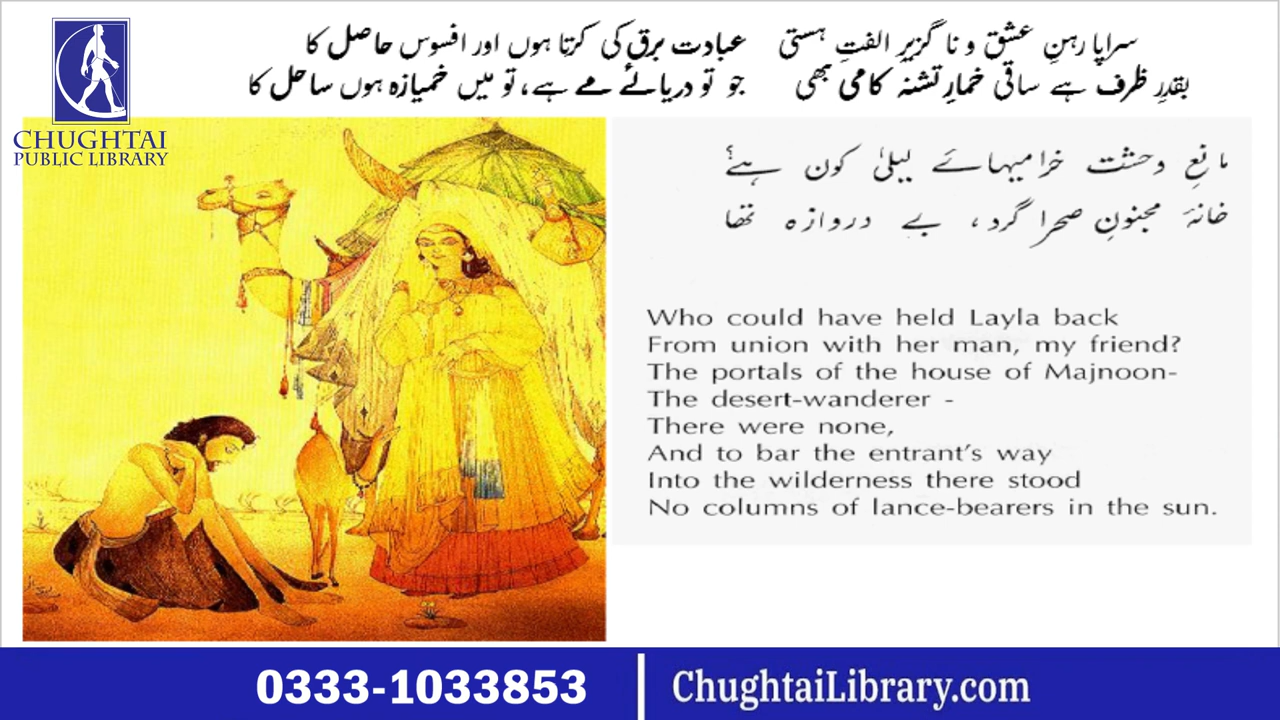 سراپا رہنِ عشق و نا گزیرِ الفتِ ہستی عبادت برق کی کرتا ہوں اور افسوس حاصل کا
بقدرِ ظرف ہے ساقی خمارِ تشنہ کامی بھی جو تو دریائے مے ہے، تو میں خمیازہ ہوں ساحل کا
CHUGHTAI
PUBLIC LIBRARY
مانعِ وحشت خرامیہائے لیلیٰ کون ہے؟
خانۂ مجنونِ صحرا گرد، بے دروازہ تھا
Who could have held Layla back
From union with her man, my friend?
The portals of the house of Majnoon-
The desert-wanderer -
There were none,
And to bar the entrant's way
Into the wilderness there stood
No columns of lance-bearers in the sun.
0333-1033853 | ChughtaiLibrary.com